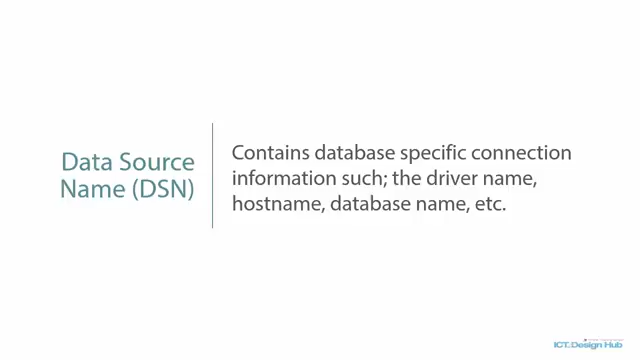 Data Source
Name (DSN)
Contains database specific connection
information such; the driver name,
hostname, database name, etc.
ICT & Design Hub